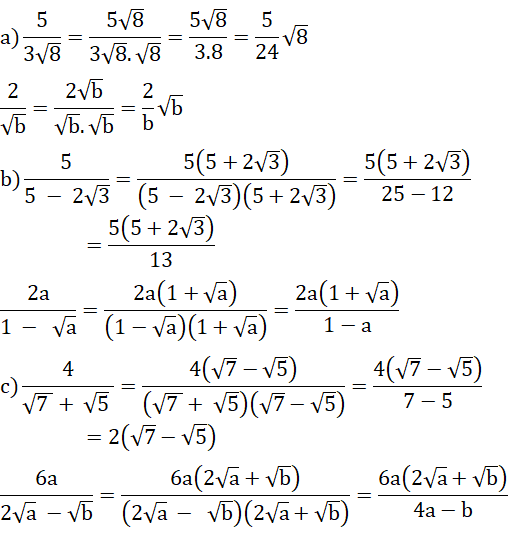 a) 5/(3√8) = 5√8/(3√8.√8) = 5√8/(3.8) = (5/24)√8
2/√b = 2√b/(√b.√b) = (2/b)√b
b) 5/(5 − 2√3) = 5(5 + 2√3)/((5 − 2√3)(5 + 2√3)) = 5(5 + 2√3)/(25 − 12)
= 5(5 + 2√3)/13
2a/(1 − √a) = 2a(1 + √a)/((1 − √a)(1 + √a)) = 2a(1 + √a)/(1 − a)
c) 4/(√7 + √5) = 4(√7 − √5)/((√7 + √5)(√7 − √5)) = 4(√7 − √5)/(7 − 5)
= 2(√7 − √5)
6a/(2√a − √b) = 6a(2√a + √b)/((2√a − √b)(2√a + √b)) = 6a(2√a + √b)/(4a − b)